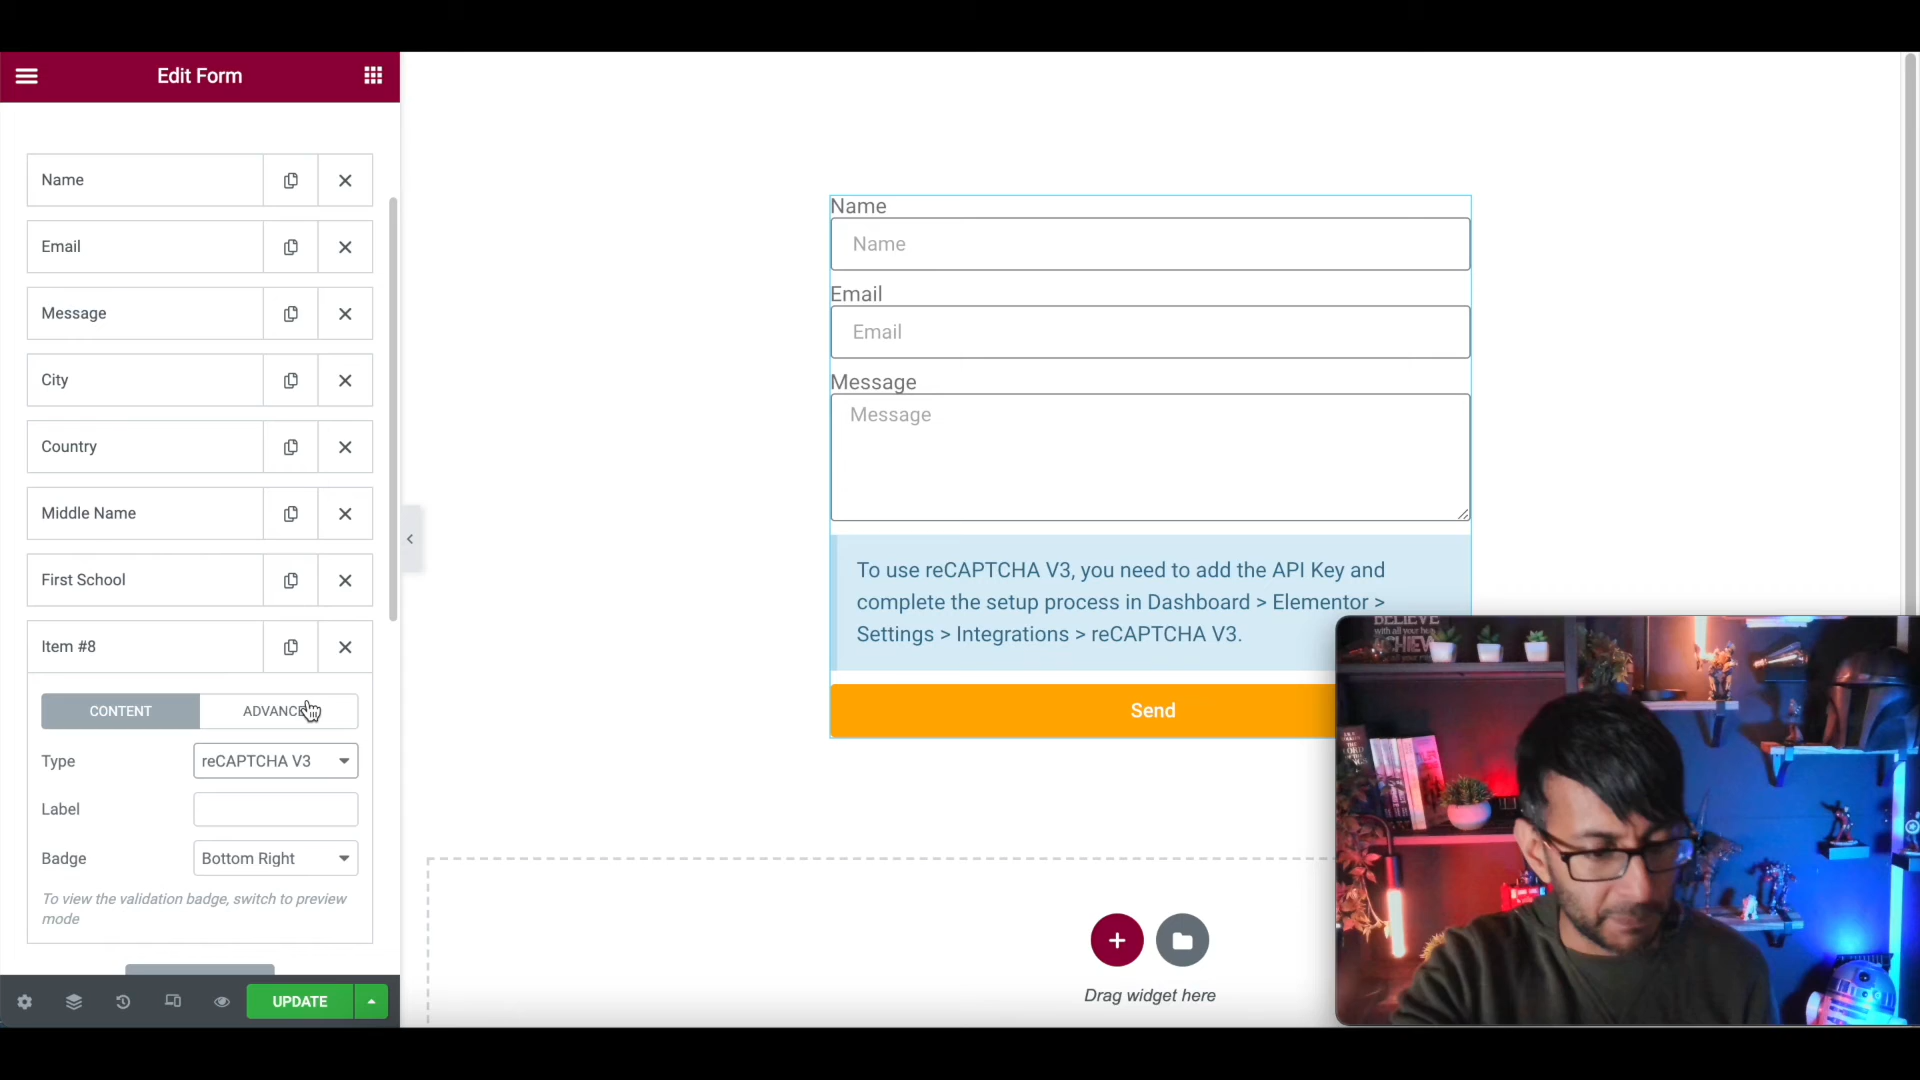 Edit Form
Name
Email
Message
City
Country
Middle Name
First School
Item #8
CONTENT
ADVANCED
Type
reCAPTCHA V3
Label
Badge
Bottom Right
To view the validation badge, switch to preview
mode
UPDATE
Name
Name
Email
Email
Message
Message
To use reCAPTCHA V3, you need to add the API Key and
complete the setup process in Dashboard > Elementor >
Settings > Integrations > reCAPTCHA V3.
Send
Drag widget here
BELIEVE